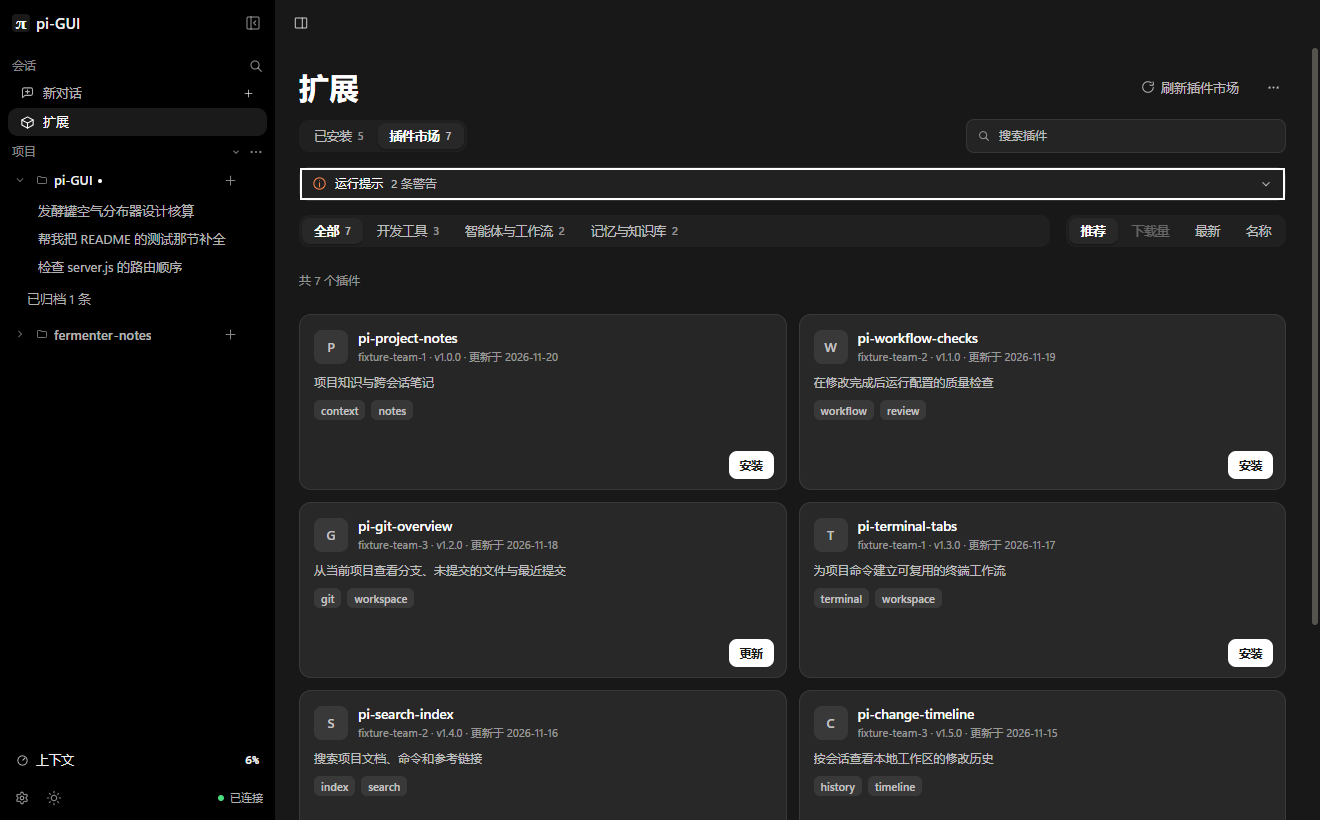 π pi-GUI
会话
新对话
扩展
项目
pi-GUI
发酵罐空气分布器设计核算
帮我把 README 的测试那节补全
检查 server.js 的路由顺序
已归档 1 条
fermenter-notes
上下文 6%
已连接
扩展
刷新插件市场
已安装 5 插件市场 7
搜索插件
运行提示 2 条警告
全部 7 开发工具 3 智能体与工作流 2 记忆与知识库 2
推荐 下载量 最新 名称
共 7 个插件
P pi-project-notes
fixture-team-1 · v1.0.0 · 更新于 2026-11-20
项目知识与跨会话笔记
context notes
安装
W pi-workflow-checks
fixture-team-2 · v1.1.0 · 更新于 2026-11-19
在修改完成后运行配置的质量检查
workflow review
安装
G pi-git-overview
fixture-team-3 · v1.2.0 · 更新于 2026-11-18
从当前项目查看分支、未提交的文件与最近提交
git workspace
更新
T pi-terminal-tabs
fixture-team-1 · v1.3.0 · 更新于 2026-11-17
为项目命令建立可复用的终端工作流
terminal workspace
安装
S pi-search-index
fixture-team-2 · v1.4.0 · 更新于 2026-11-16
搜索项目文档、命令和参考链接
index search
C pi-change-timeline
fixture-team-3 · v1.5.0 · 更新于 2026-11-15
按会话查看本地工作区的修改历史
history timeline